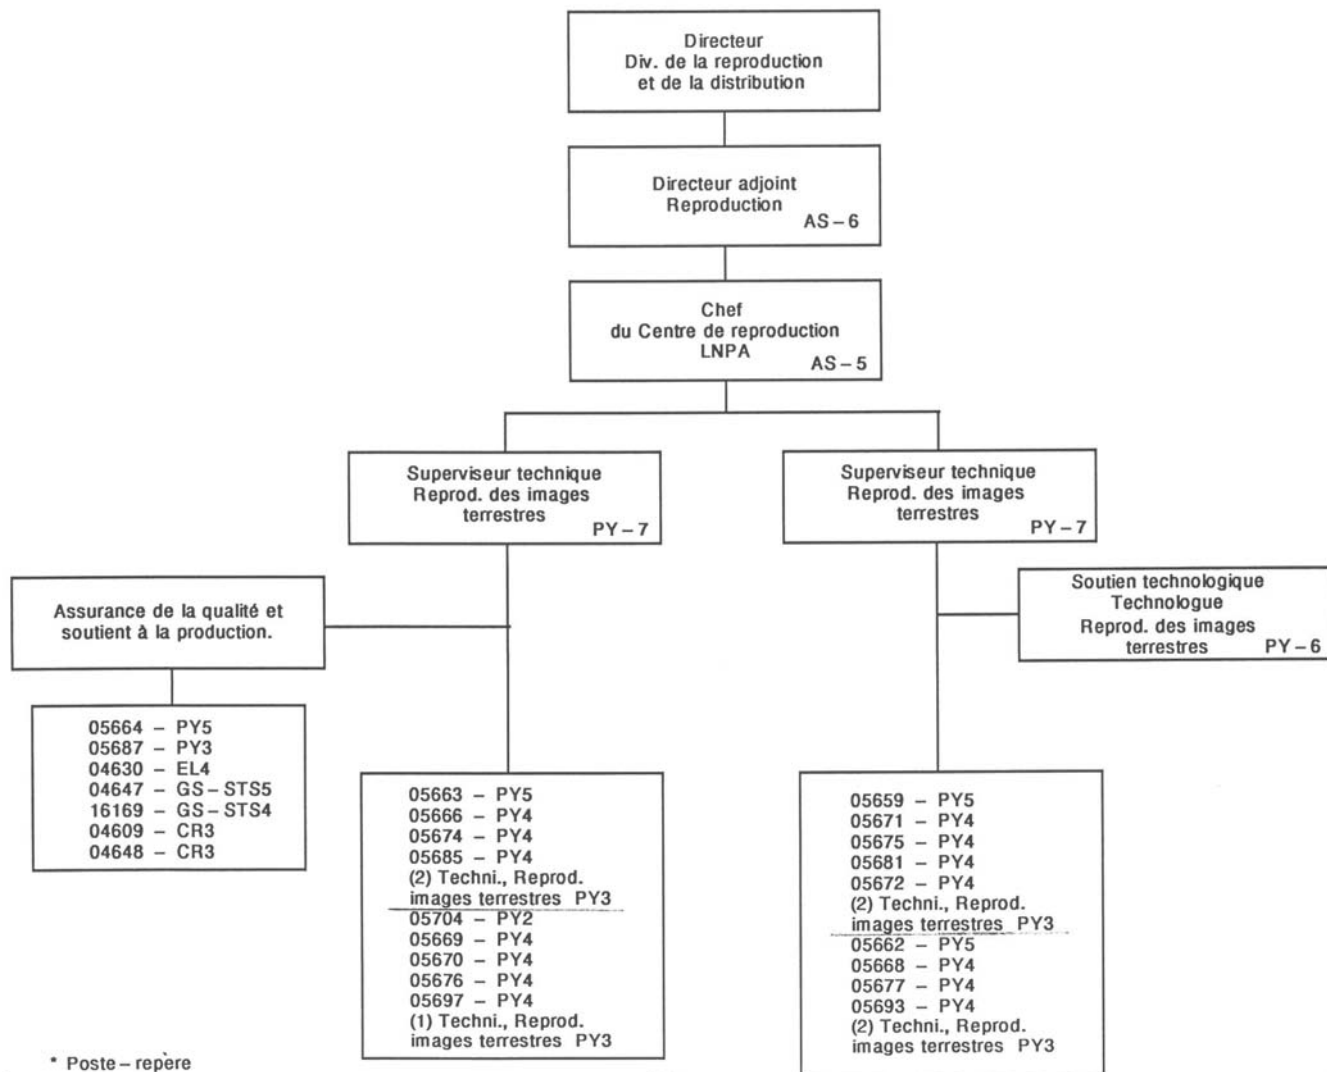 Directeur
Div. de la reproduction
et de la distribution
Directeur adjoint
Reproduction
AS – 6
Chef
du Centre de reproduction
LNPA
AS – 5
Superviseur technique
Reprod. des images
terrestres
PY – 7
Superviseur technique
Reprod. des images
terrestres
PY – 7
Assurance de la qualité et
soutient à la production.
Soutien technologique
Technologue
Reprod. des images
terrestres PY – 6
05664 – PY5
05687 – PY3
04630 – EL4
04647 – GS – STS5
16169 – GS – STS4
04609 – CR3
04648 – CR3
05663 – PY5
05666 – PY4
05674 – PY4
05685 – PY4
(2) Techni., Reprod.
images terrestres PY3
05704 – PY2
05669 – PY4
05670 – PY4
05676 – PY4
05697 – PY4
(1) Techni., Reprod.
images terrestres PY3
05659 – PY5
05671 – PY4
05675 – PY4
05681 – PY4
05672 – PY4
(2) Techni., Reprod.
images terrestres PY3
05662 – PY5
05668 – PY4
05677 – PY4
05693 – PY4
(2) Techni., Reprod.
images terrestres PY3
* Poste – repère